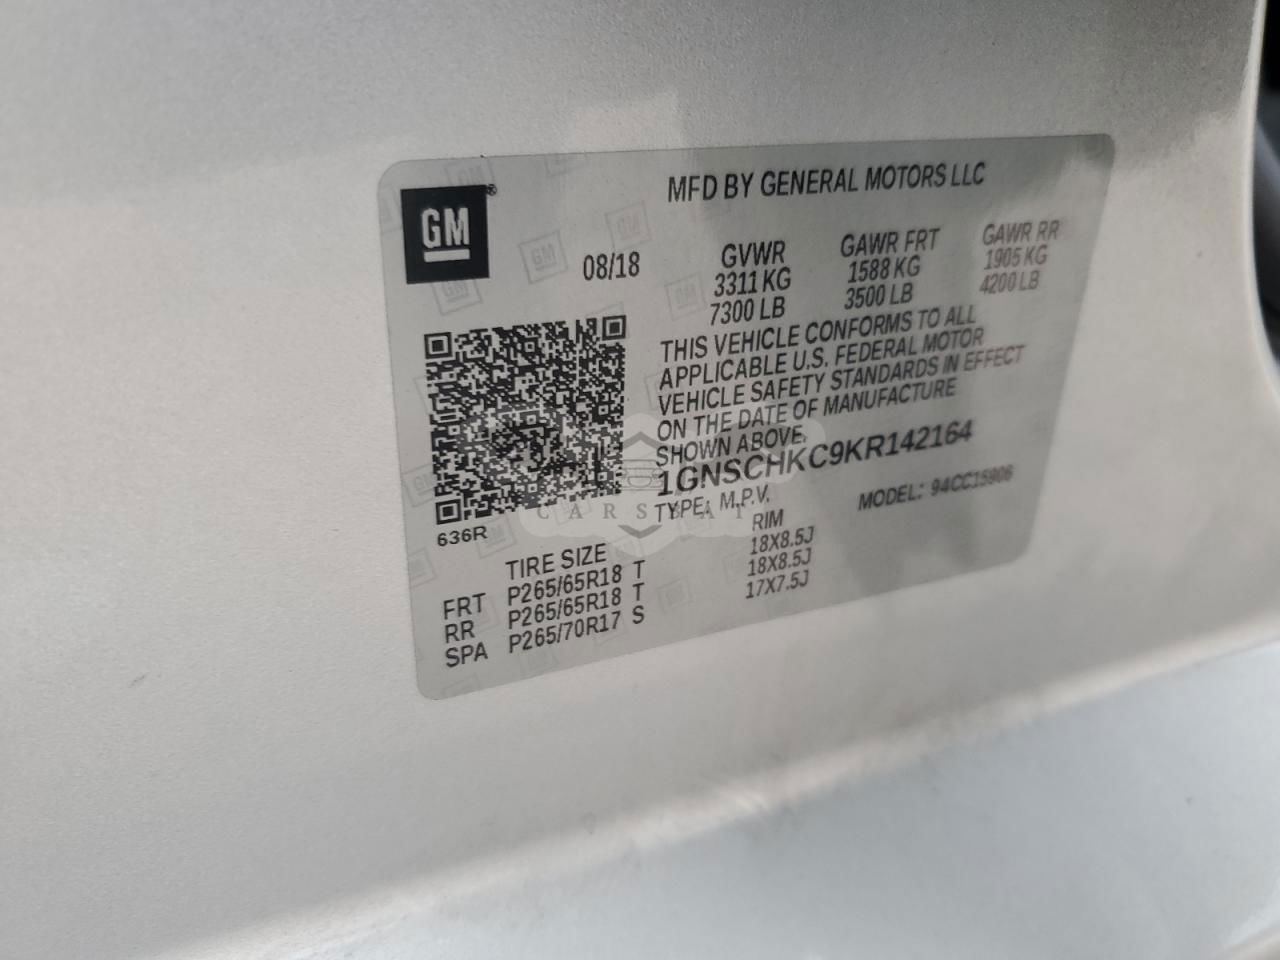 GM®
MFD BY GENERAL MOTORS LLC
08/18
GVWR GAWR FRT GAWR RR
3311 KG 1588 KG 1905 KG
7300 LB 3500 LB 4200 LB
THIS VEHICLE CONFORMS TO ALL
APPLICABLE U.S. FEDERAL MOTOR
VEHICLE SAFETY STANDARDS IN EFFECT
ON THE DATE OF MANUFACTURE
SHOWN ABOVE.
1GNSCHKC9KR142164
TYPE: M.P.V. MODEL: 94CC15906
636R
TIRE SIZE RIM
FRT P265/65R18 T 18X8.5J
RR P265/65R18 T 18X8.5J
SPA P265/70R17 S 17X7.5J